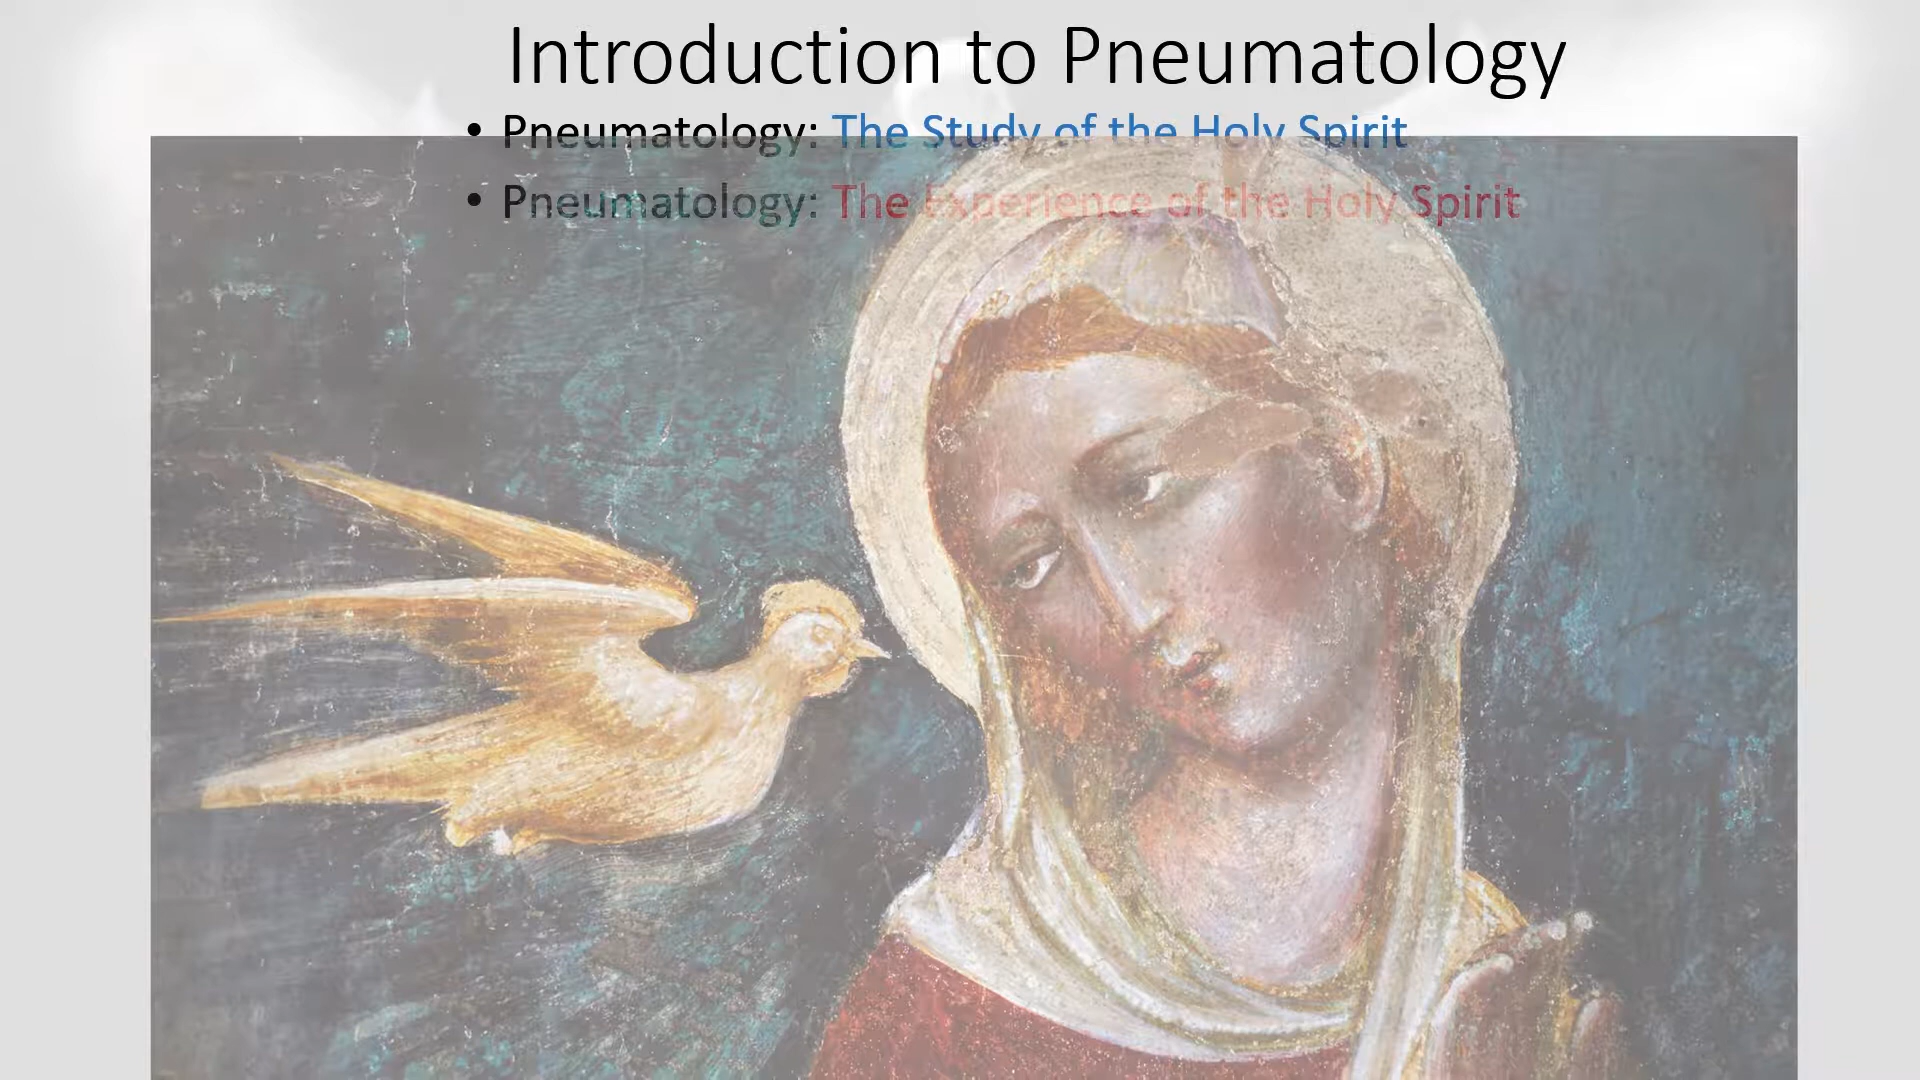 Introduction to Pneumatology
• Pneumatology: The Study of the Holy Spirit
• Pneumatology: The Experience of the Holy Spirit